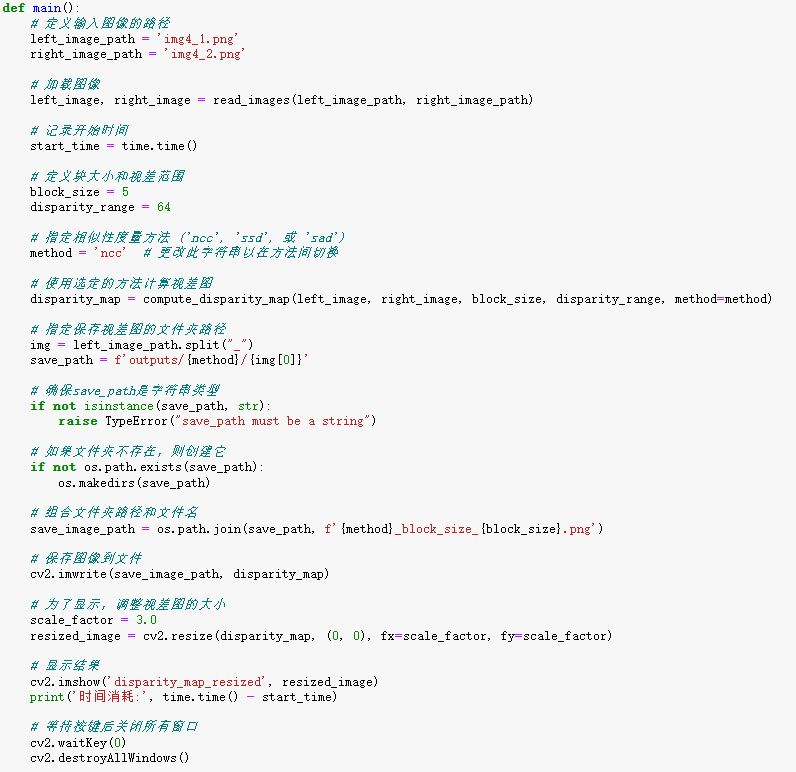 def main():
    # 定义输入图像的路径
    left_image_path = 'img4_1.png'
    right_image_path = 'img4_2.png'

    # 加载图像
    left_image, right_image = read_images(left_image_path, right_image_path)

    # 记录开始时间
    start_time = time.time()

    # 定义块大小和视差范围
    block_size = 5
    disparity_range = 64

    # 指定相似性度量方法 ('ncc', 'ssd', 或 'sad')
    method = 'ncc'  # 更改此字符串以在方法间切换

    # 使用选定的方法计算视差图
    disparity_map = compute_disparity_map(left_image, right_image, block_size, disparity_range, method=method)

    # 指定保存视差图的文件夹路径
    img = left_image_path.split("_")
    save_path = f'outputs/{method}/{img[0]}'

    # 确保save_path是字符串类型
    if not isinstance(save_path, str):
        raise TypeError("save_path must be a string")

    # 如果文件夹不存在，则创建它
    if not os.path.exists(save_path):
        os.makedirs(save_path)

    # 组合文件夹路径和文件名
    save_image_path = os.path.join(save_path, f'{method}_block_size_{block_size}.png')

    # 保存图像到文件
    cv2.imwrite(save_image_path, disparity_map)

    # 为了显示，调整视差图的大小
    scale_factor = 3.0
    resized_image = cv2.resize(disparity_map, (0, 0), fx=scale_factor, fy=scale_factor)

    # 显示结果
    cv2.imshow('disparity_map_resized', resized_image)
    print('时间消耗:', time.time() - start_time)

    # 等待按键后关闭所有窗口
    cv2.waitKey(0)
    cv2.destroyAllWindows()